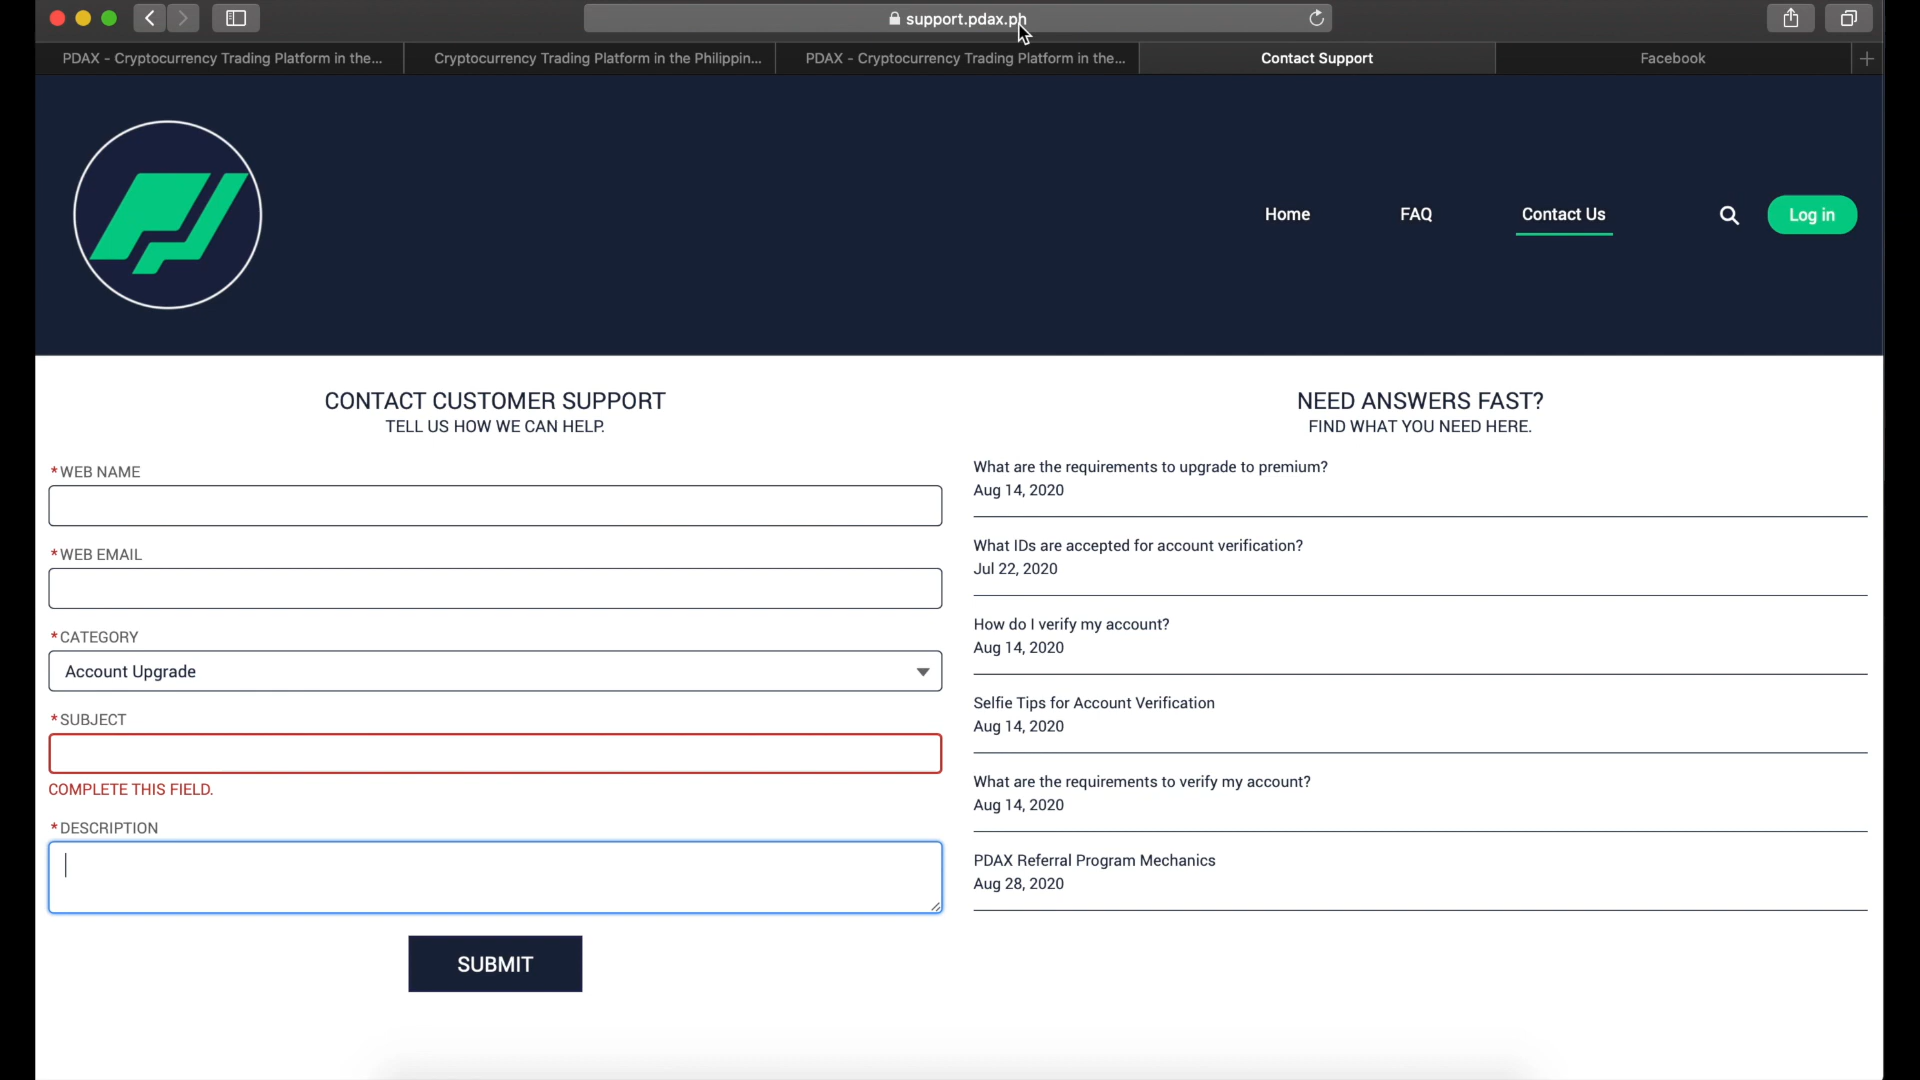 support.pdax.ph
PDAX - Cryptocurrency Trading Platform in the...
Cryptocurrency Trading Platform in the Philippin...
PDAX - Cryptocurrency Trading Platform in the...
Contact Support
Facebook
Home
FAQ
Contact Us
Log in
CONTACT CUSTOMER SUPPORT
TELL US HOW WE CAN HELP.
*WEB NAME
*WEB EMAIL
*CATEGORY
Account Upgrade
*SUBJECT
COMPLETE THIS FIELD.
*DESCRIPTION
SUBMIT
NEED ANSWERS FAST?
FIND WHAT YOU NEED HERE.
What are the requirements to upgrade to premium?
Aug 14, 2020
What IDs are accepted for account verification?
Jul 22, 2020
How do I verify my account?
Aug 14, 2020
Selfie Tips for Account Verification
Aug 14, 2020
What are the requirements to verify my account?
Aug 14, 2020
PDAX Referral Program Mechanics
Aug 28, 2020